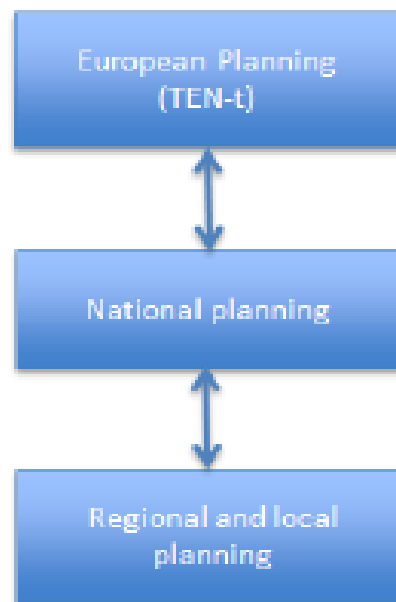 European Planning
(TEN-t)
National planning
Regional and local
planning